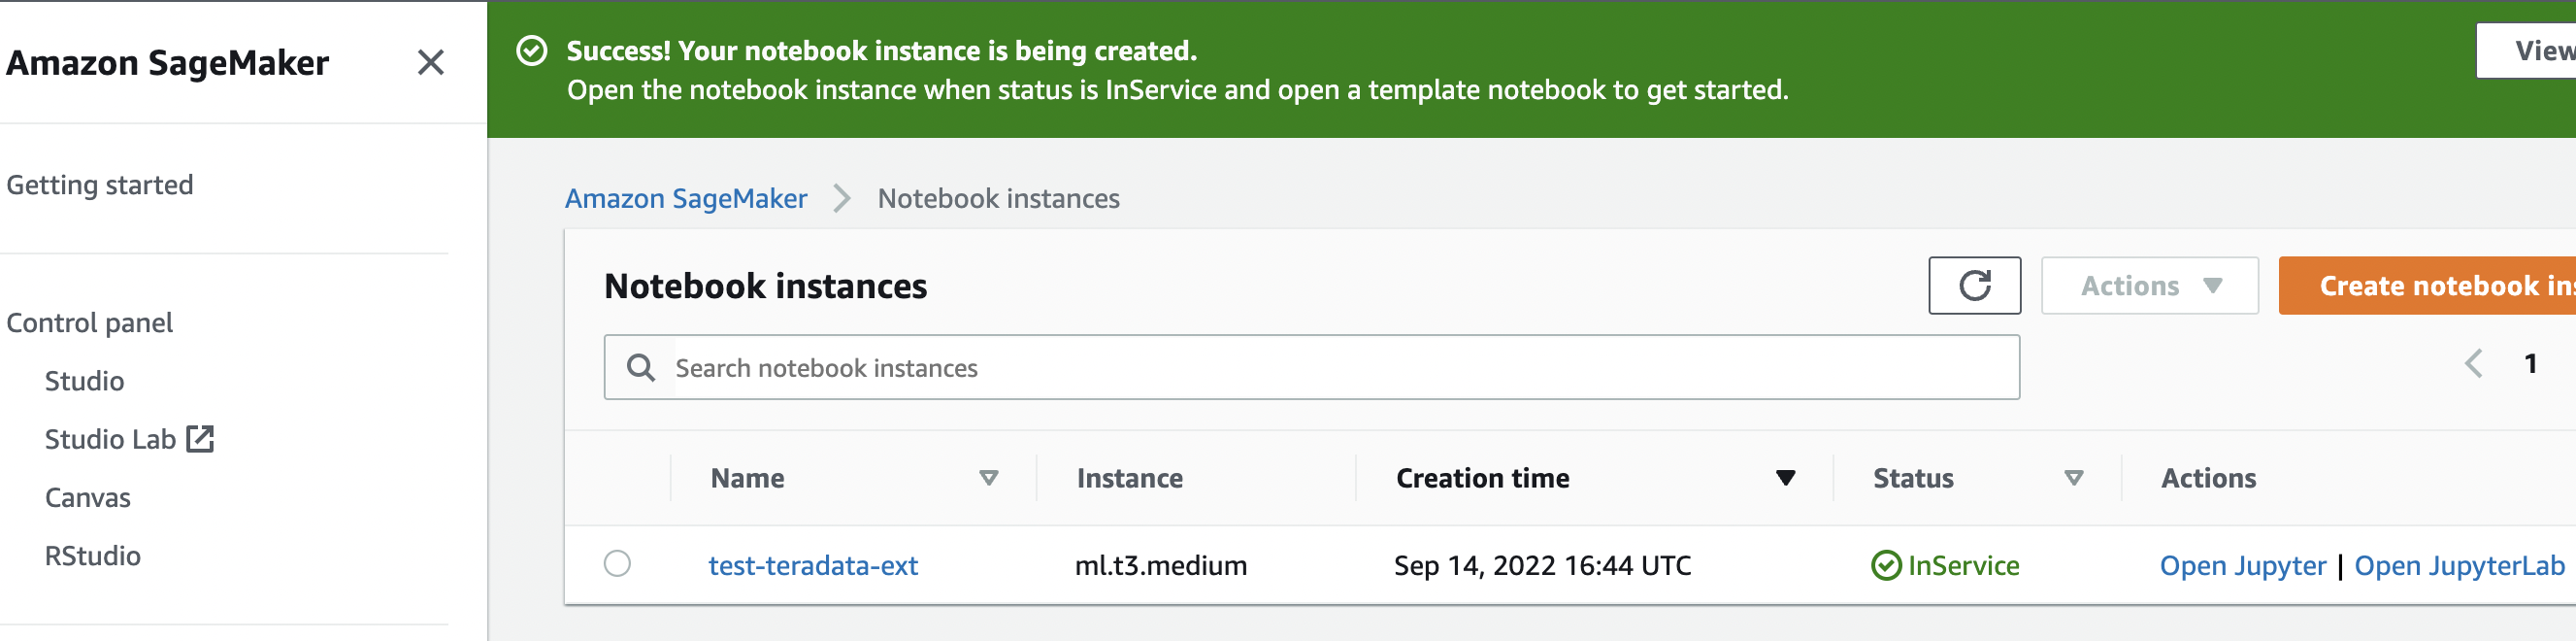 Amazon SageMaker
Getting started
Control panel
Studio
Studio Lab
Canvas
RStudio
Success! Your notebook instance is being created.
Open the notebook instance when status is InService and open a template notebook to get started.
View
Amazon SageMaker > Notebook instances
Notebook instances
Actions
Create notebook ins
Search notebook instances
1
Name Instance Creation time Status Actions
test-teradata-ext ml.t3.medium Sep 14, 2022 16:44 UTC InService Open Jupyter | Open JupyterLab